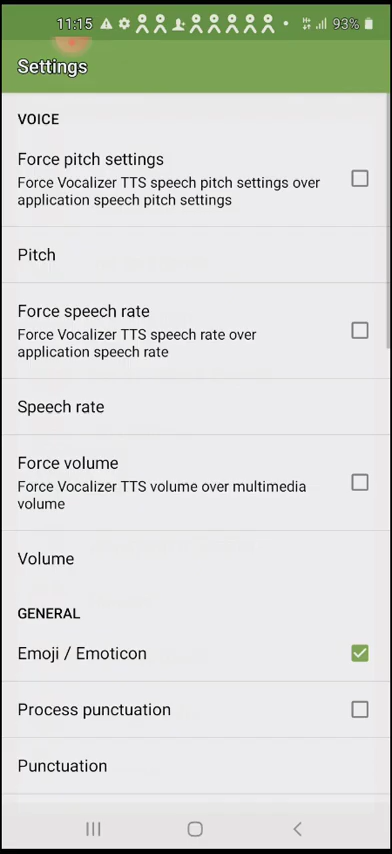 11:15 93%
Settings
VOICE
Force pitch settings
Force Vocalizer TTS speech pitch settings over
application speech pitch settings
Pitch
Force speech rate
Force Vocalizer TTS speech rate over
application speech rate
Speech rate
Force volume
Force Vocalizer TTS volume over multimedia
volume
Volume
GENERAL
Emoji / Emoticon
Process punctuation
Punctuation